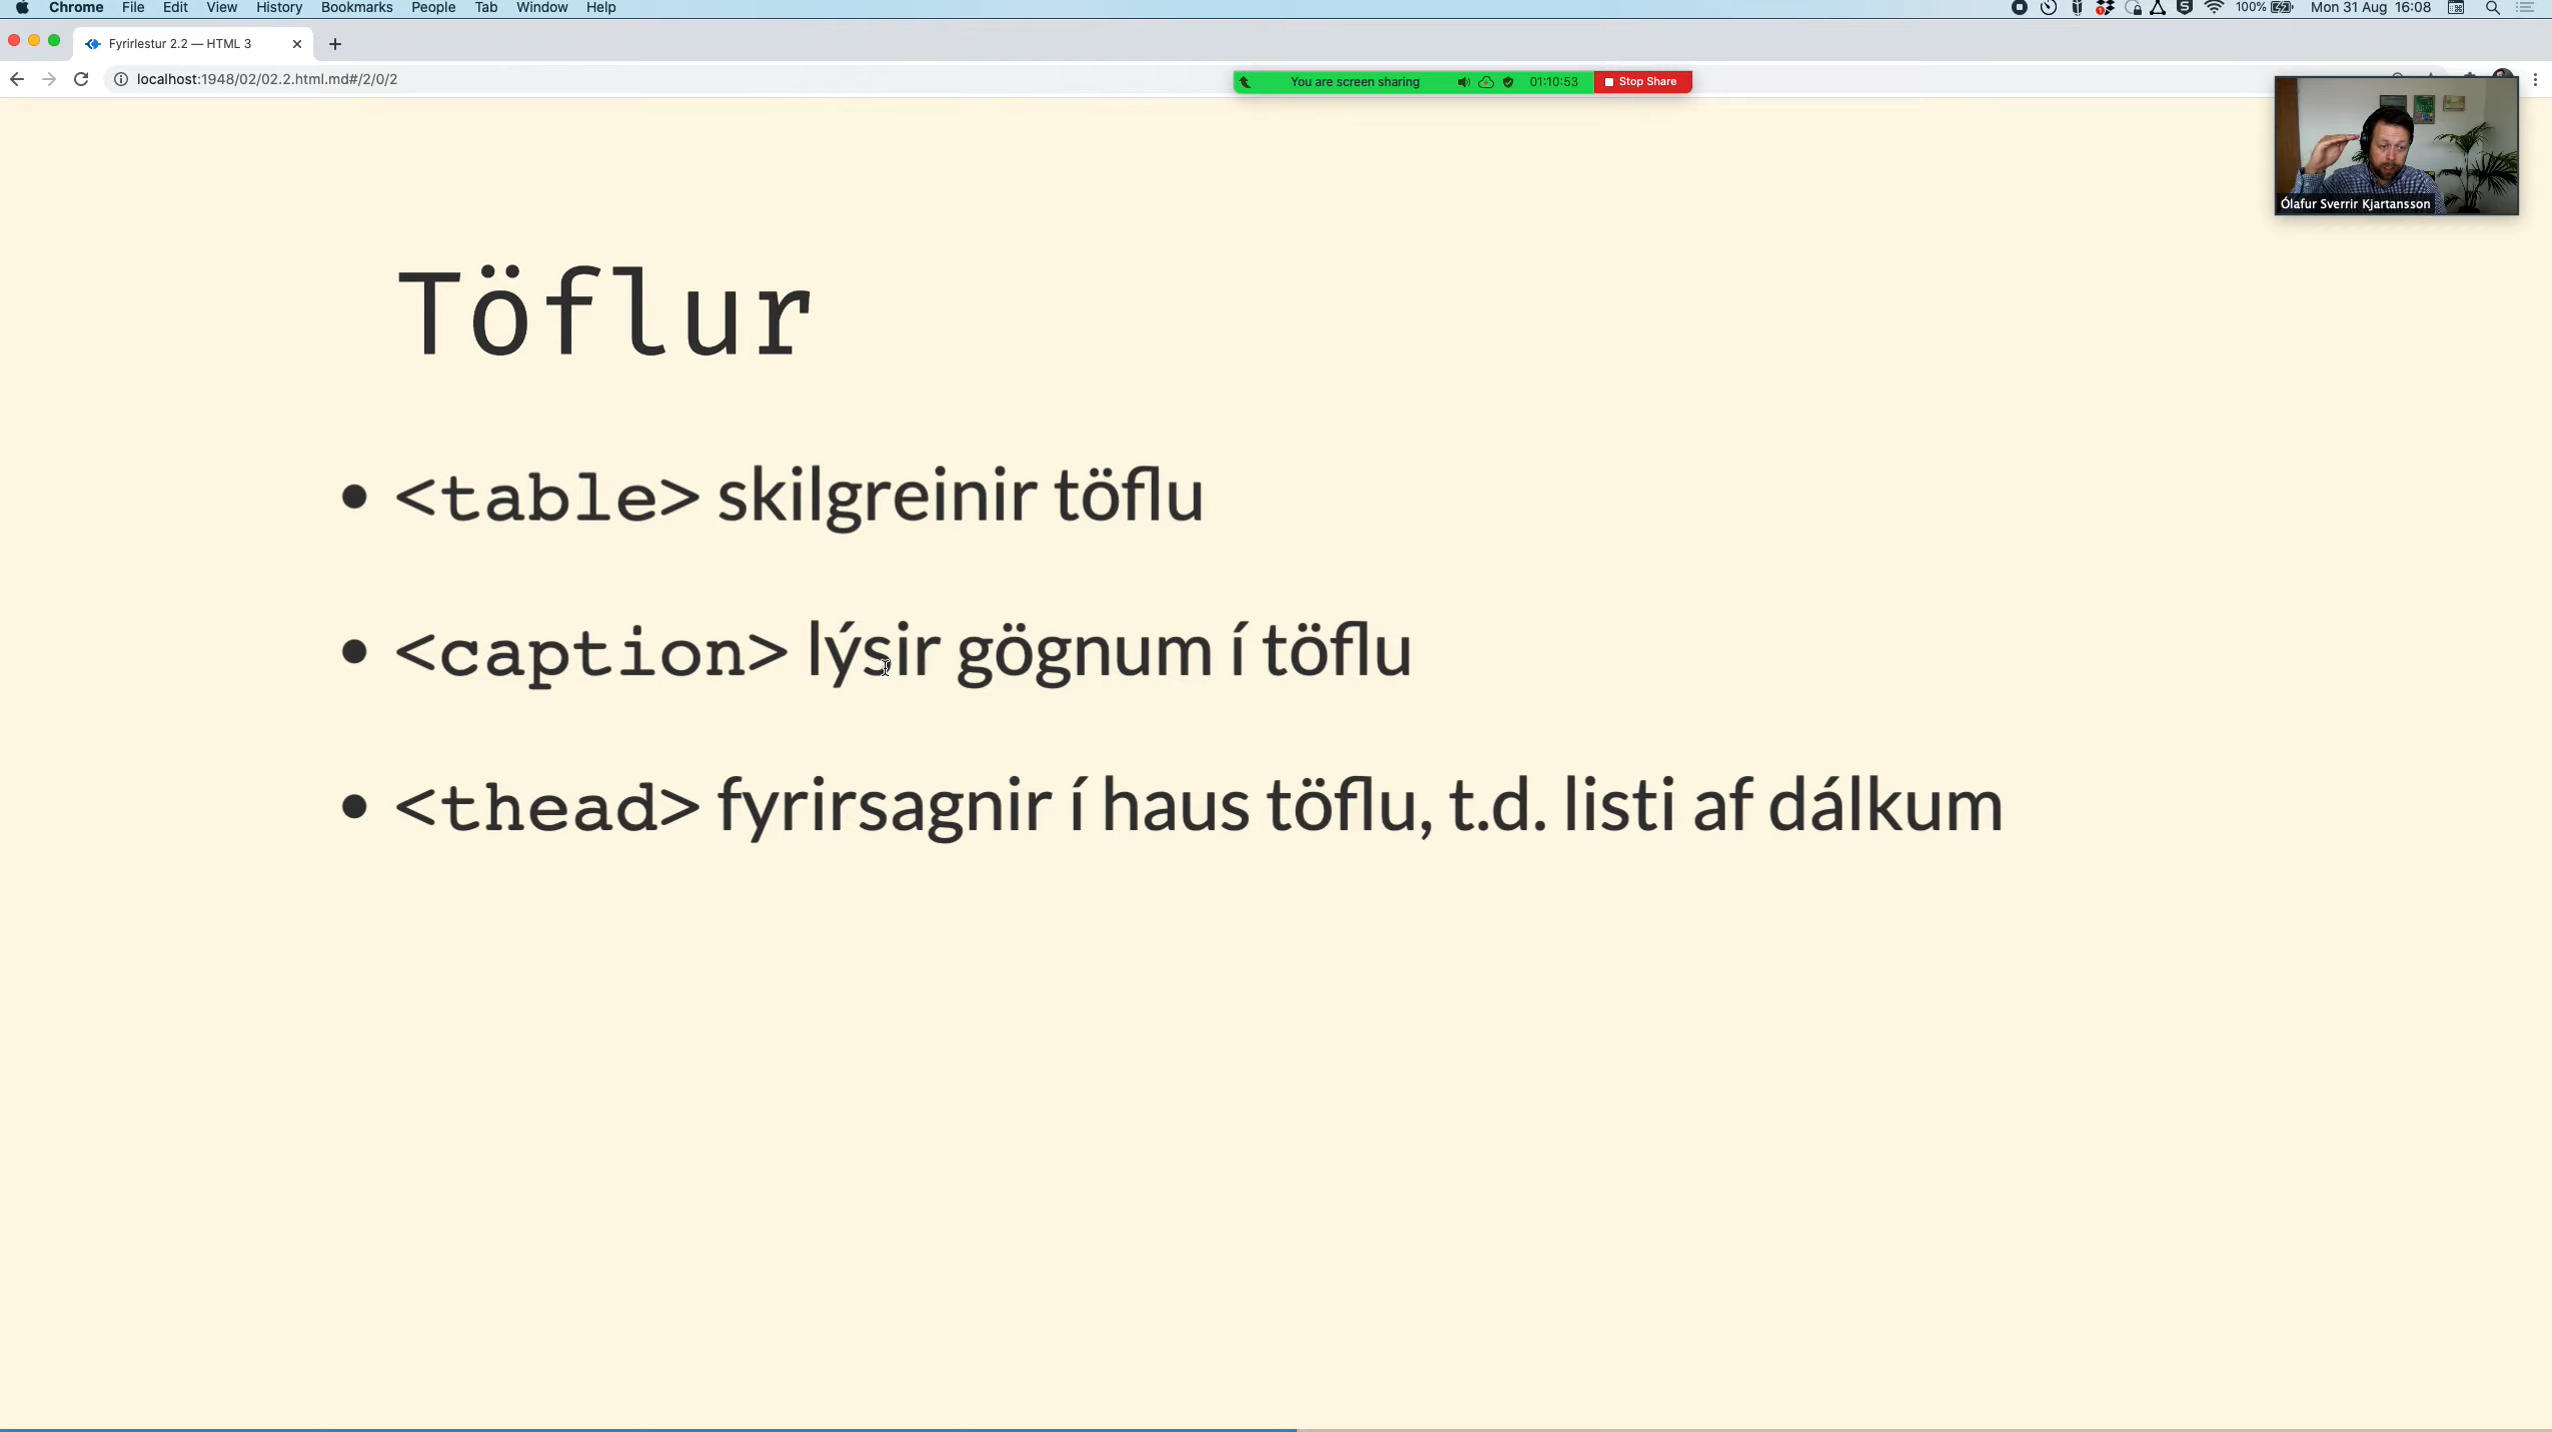 Chrome File Edit View History Bookmarks People Tab Window Help
100% Mon 31 Aug 16:08
Fyrirlestur 2.2 — HTML 3
localhost:1948/02/02.2.html.md#/2/0/2
You are screen sharing 01:10:53 Stop Share
Ólafur Sverrir Kjartansson
Töflur
• <table> skilgreinir töflu
• <caption> lýsir gögnum í töflu
• <thead> fyrirsagnir í haus töflu, t.d. listi af dálkum